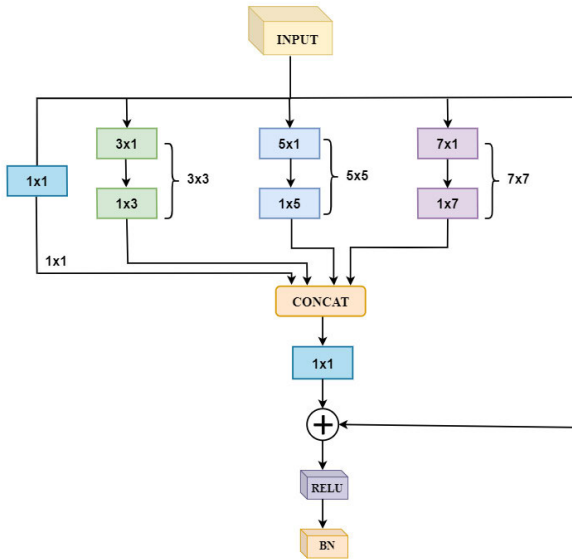 INPUT
3x1
5x1
7x1
1x1
3x3
5x5
7x7
1x3
1x5
1x7
1x1
CONCAT
1x1
RELU
BN